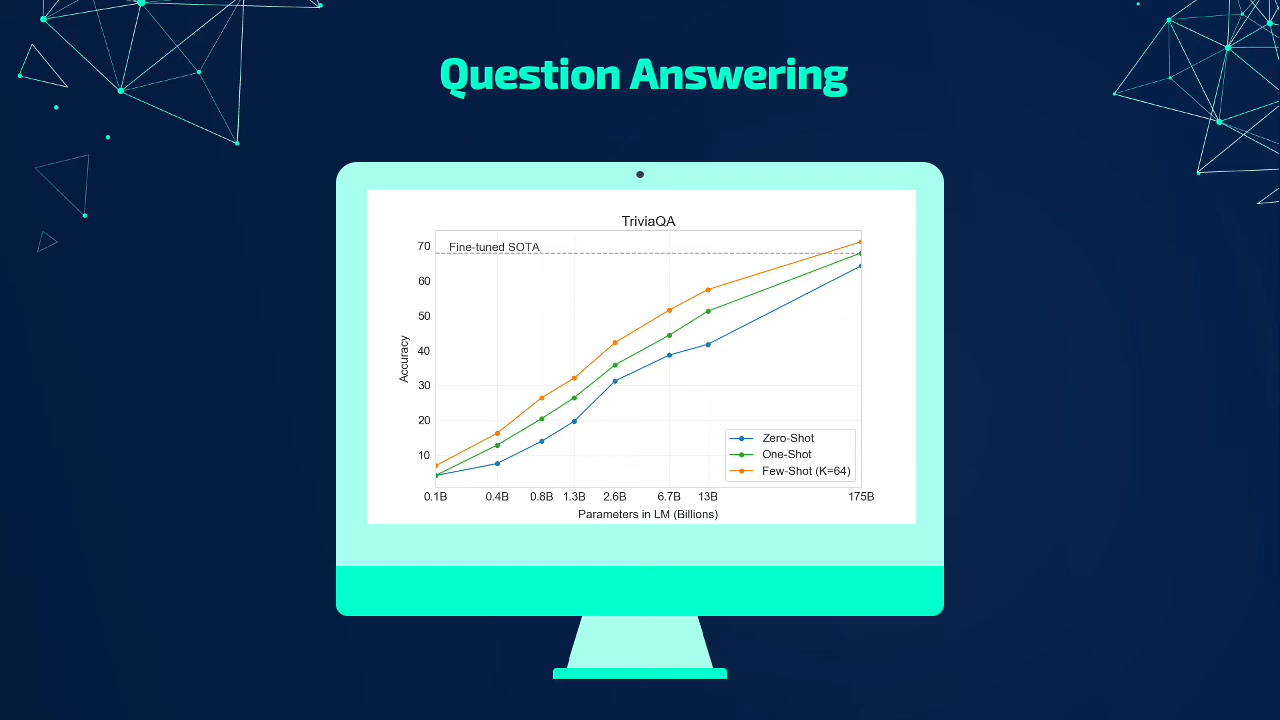 Question Answering
TriviaQA
70
60
50
40
30
20
10
Accuracy
Fine-tuned SOTA
Zero-Shot
One-Shot
Few-Shot (K=64)
0.1B 0.4B 0.8B 1.3B 2.6B 6.7B 13B 175B
Parameters in LM (Billions)